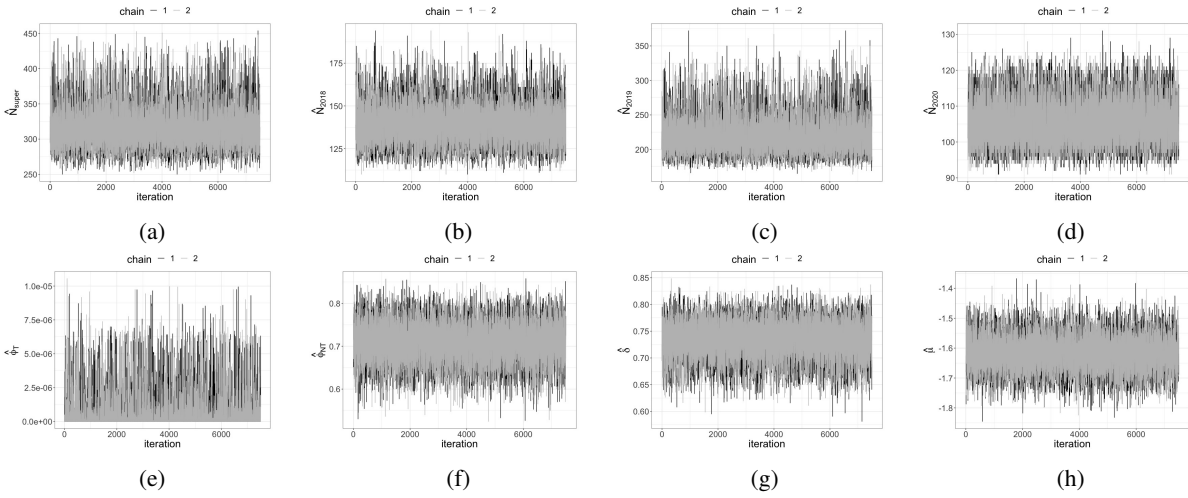 chain 1 2
chain 1 2
chain 1 2
chain 1 2
450
400
350
300
250
N̂super
0 2000 4000 6000
iteration
175
150
125
N̂2018
0 2000 4000 6000
iteration
350
300
250
200
N̂2019
0 2000 4000 6000
iteration
130
120
110
100
90
N̂2020
0 2000 4000 6000
iteration
(a)
(b)
(c)
(d)
chain 1 2
chain 1 2
chain 1 2
chain 1 2
1.0e-05
7.5e-06
5.0e-06
2.5e-06
0.0e+00
ϕ̂T
0 2000 4000 6000
iteration
0.8
0.7
0.6
ϕ̂NT
0 2000 4000 6000
iteration
0.85
0.80
0.75
0.70
0.65
0.60
δ̂
0 2000 4000 6000
iteration
-1.4
-1.5
-1.6
-1.7
-1.8
μ̂
0 2000 4000 6000
iteration
(e)
(f)
(g)
(h)